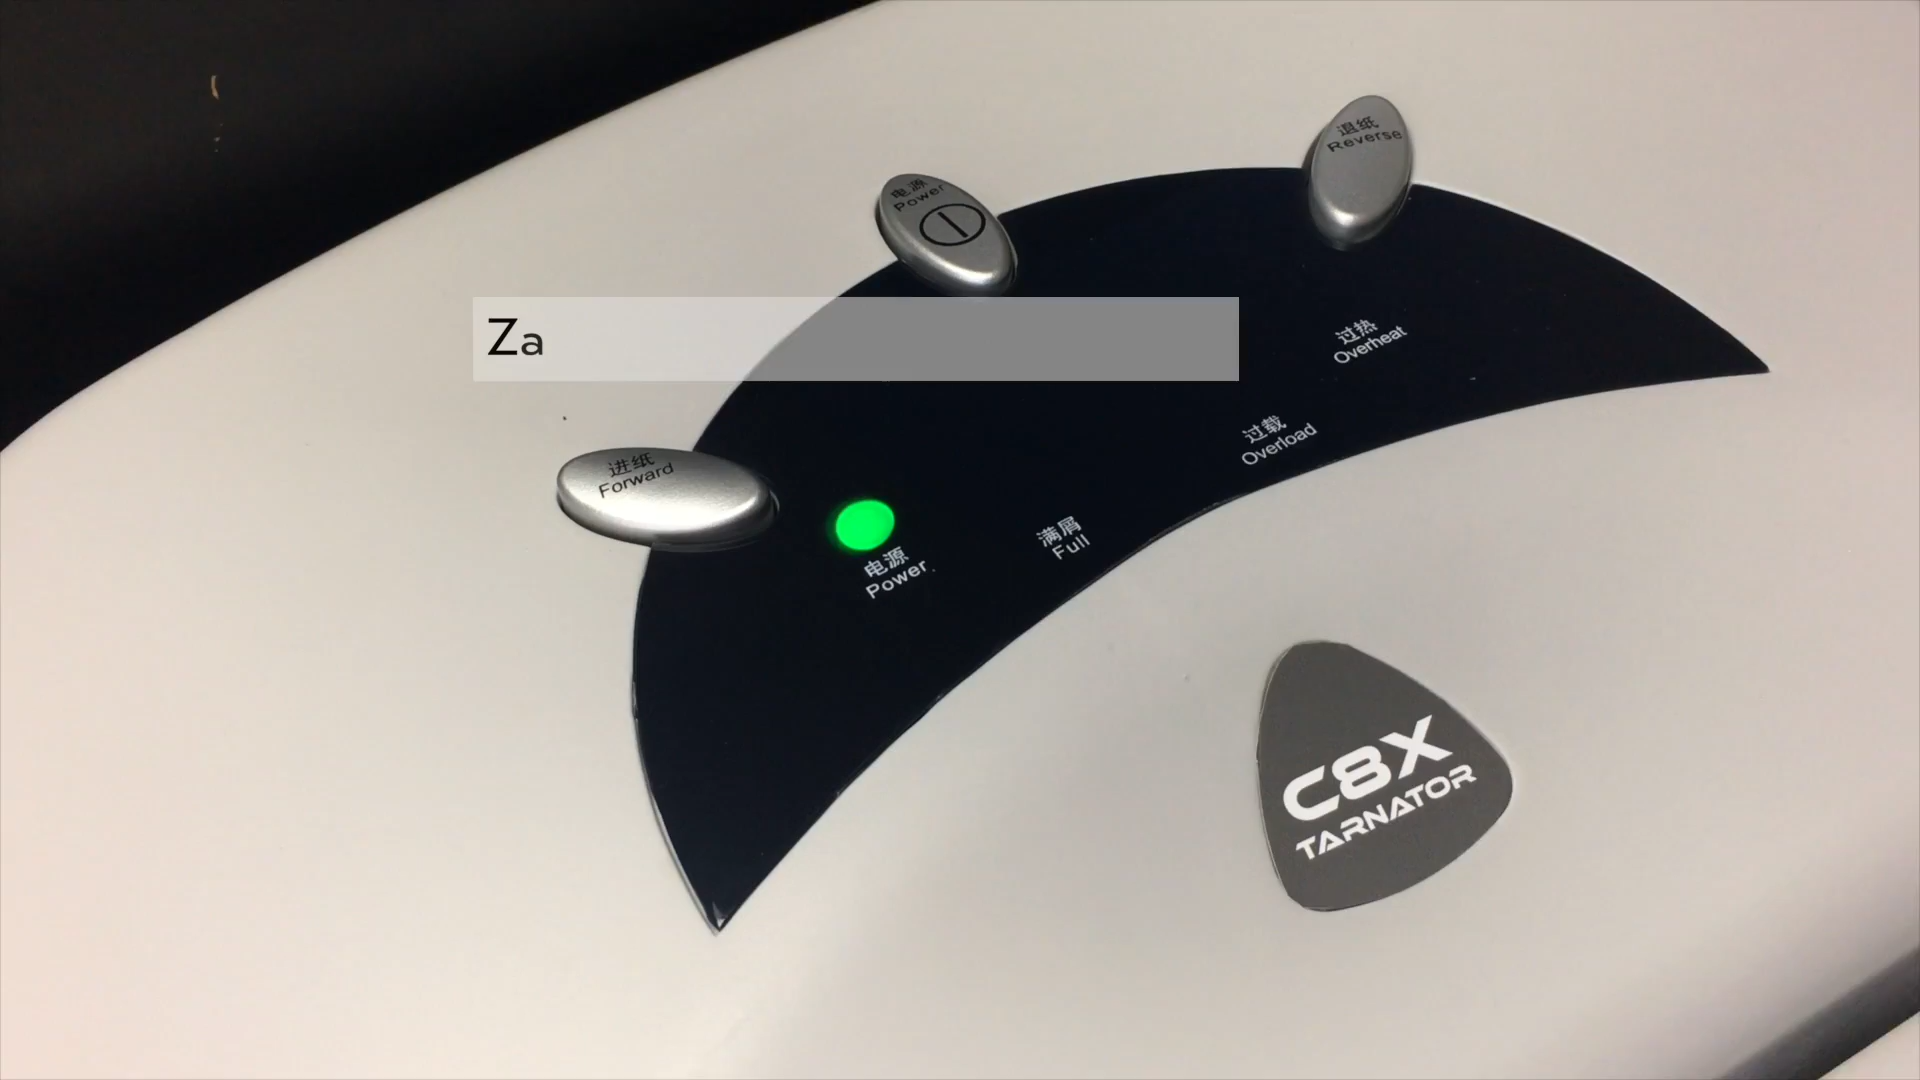 退纸
Reverse
电源
Power
Za
过热
Overheat
过载
Overload
进纸
Forward
满屑
Full
电源
Power
C8X
TARNATOR